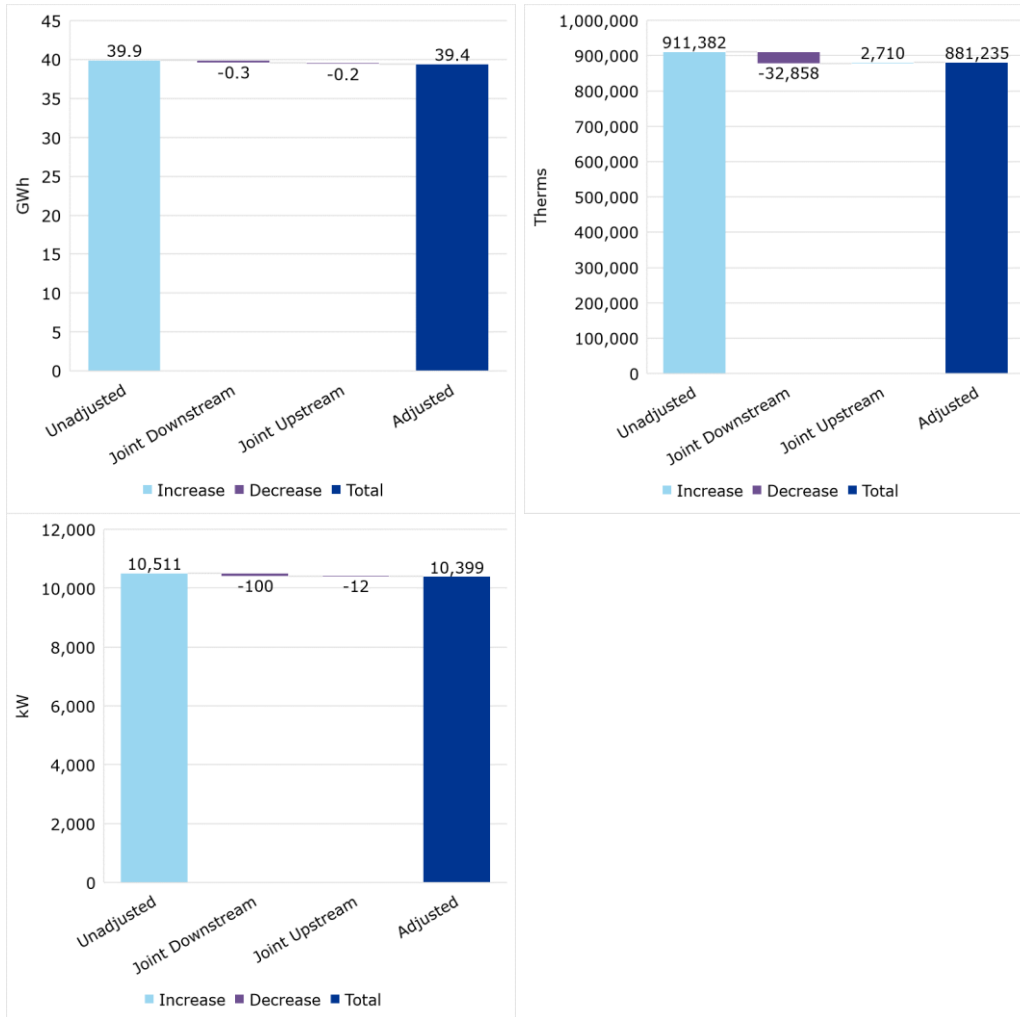 45
40
35
30
25
20
15
10
5
0
GWh
39.9
-0.3
-0.2
39.4
Unadjusted
Joint Downstream
Joint Upstream
Adjusted
Increase Decrease Total
1,000,000
900,000
800,000
700,000
600,000
500,000
400,000
300,000
200,000
100,000
0
Therms
911,382
-32,858
2,710
881,235
Unadjusted
Joint Downstream
Joint Upstream
Adjusted
Increase Decrease Total
12,000
10,000
8,000
6,000
4,000
2,000
0
kW
10,511
-100
-12
10,399
Unadjusted
Joint Downstream
Joint Upstream
Adjusted
Increase Decrease Total